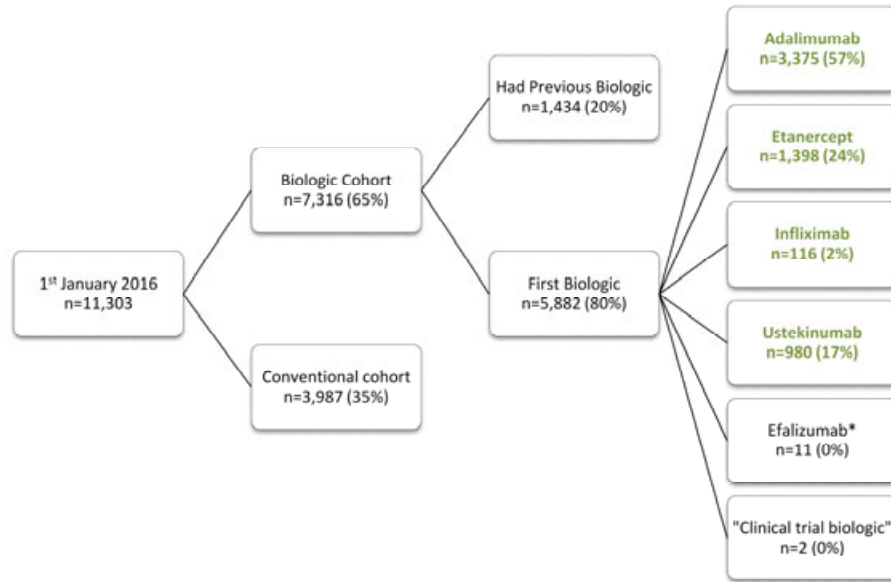 1st January 2016
n=11,303
Biologic Cohort
n=7,316 (65%)
Conventional cohort
n=3,987 (35%)
Had Previous Biologic
n=1,434 (20%)
First Biologic
n=5,882 (80%)
Adalimumab
n=3,375 (57%)
Etanercept
n=1,398 (24%)
Infliximab
n=116 (2%)
Ustekinumab
n=980 (17%)
Efalizumab*
n=11 (0%)
"Clinical trial biologic"
n=2 (0%)